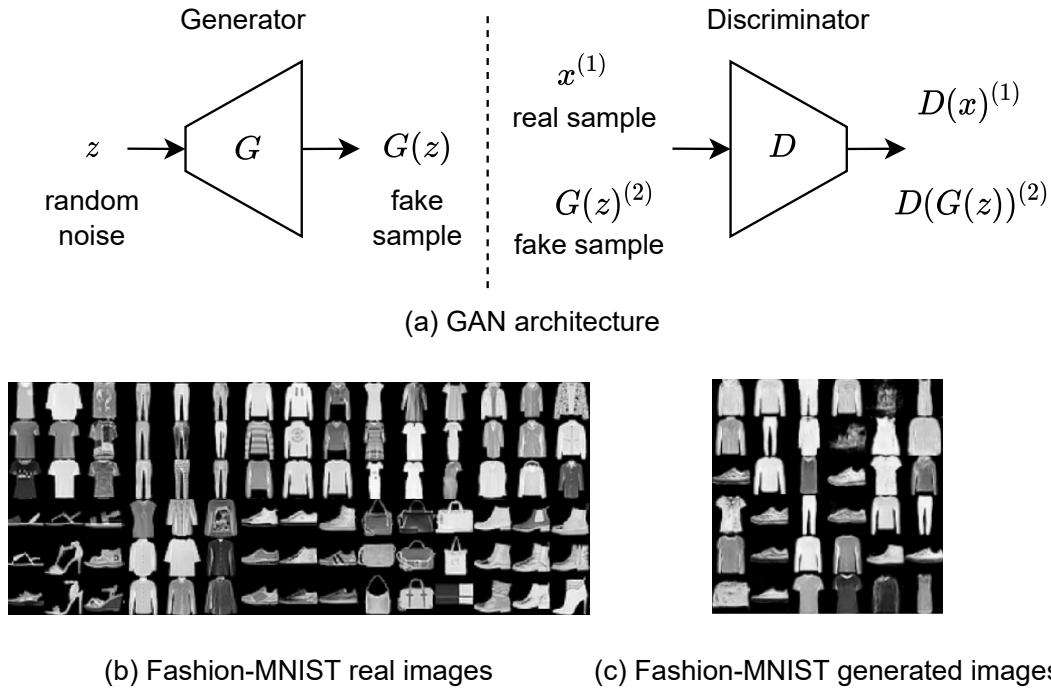 Generator
Discriminator
z
random
noise
G
G(z)
fake
sample
x^{(1)}
real sample
G(z)^{(2)}
fake sample
D
D(x)^{(1)}
D(G(z))^{(2)}
(a) GAN architecture
(b) Fashion-MNIST real images
(c) Fashion-MNIST generated images